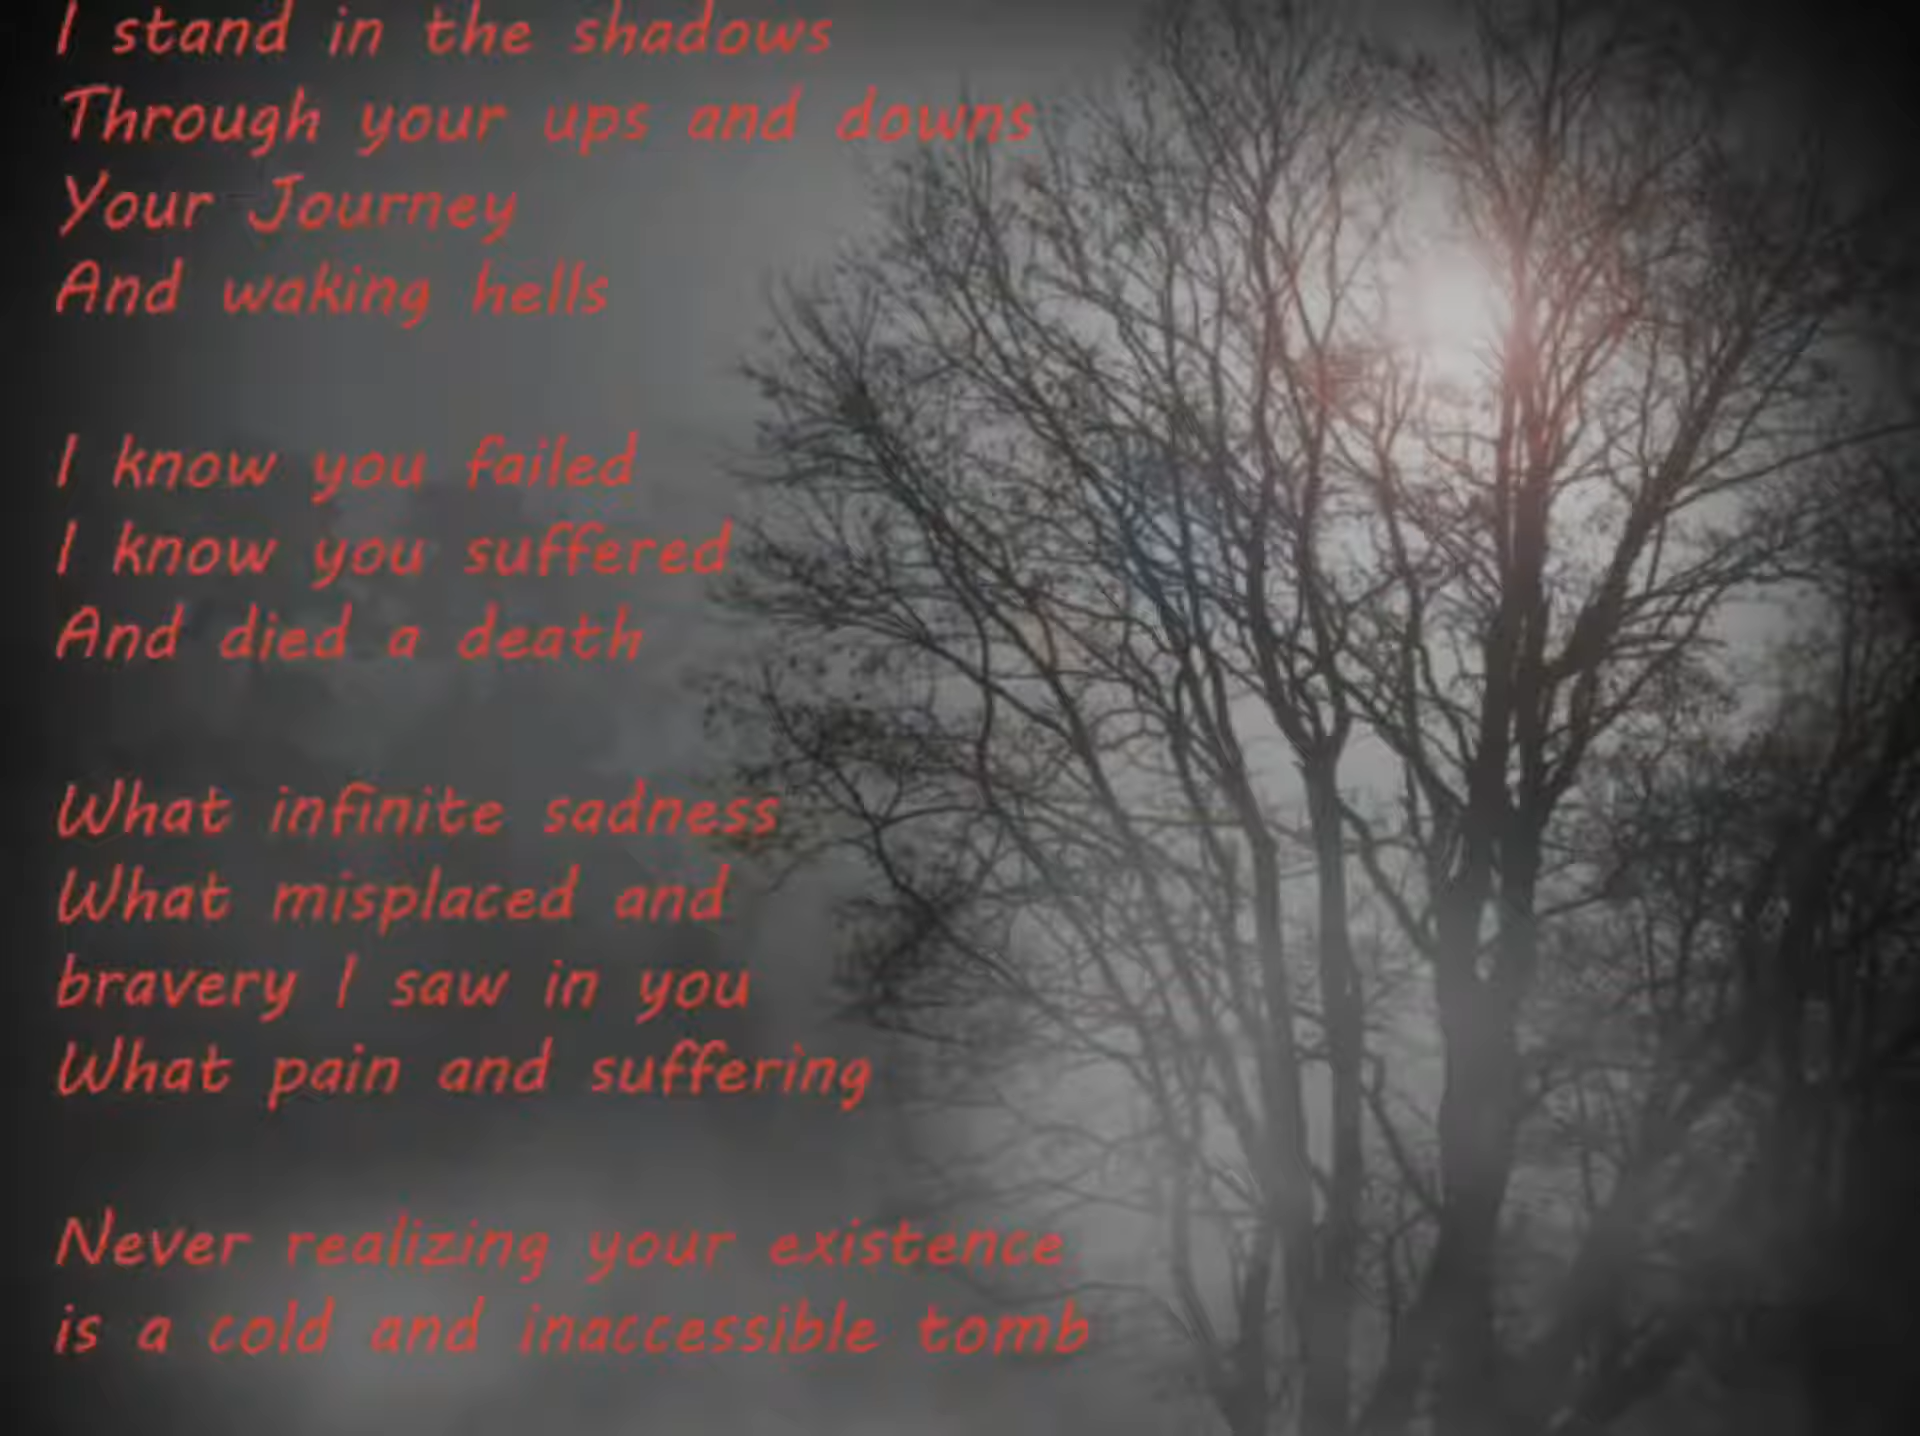 I stand in the shadows
Through your ups and downs
Your Journey
And waking hells
I know you failed
I know you suffered
And died a death
What infinite sadness
What misplaced and
bravery I saw in you
What pain and suffering
Never realizing your existence
is a cold and inaccessible tomb